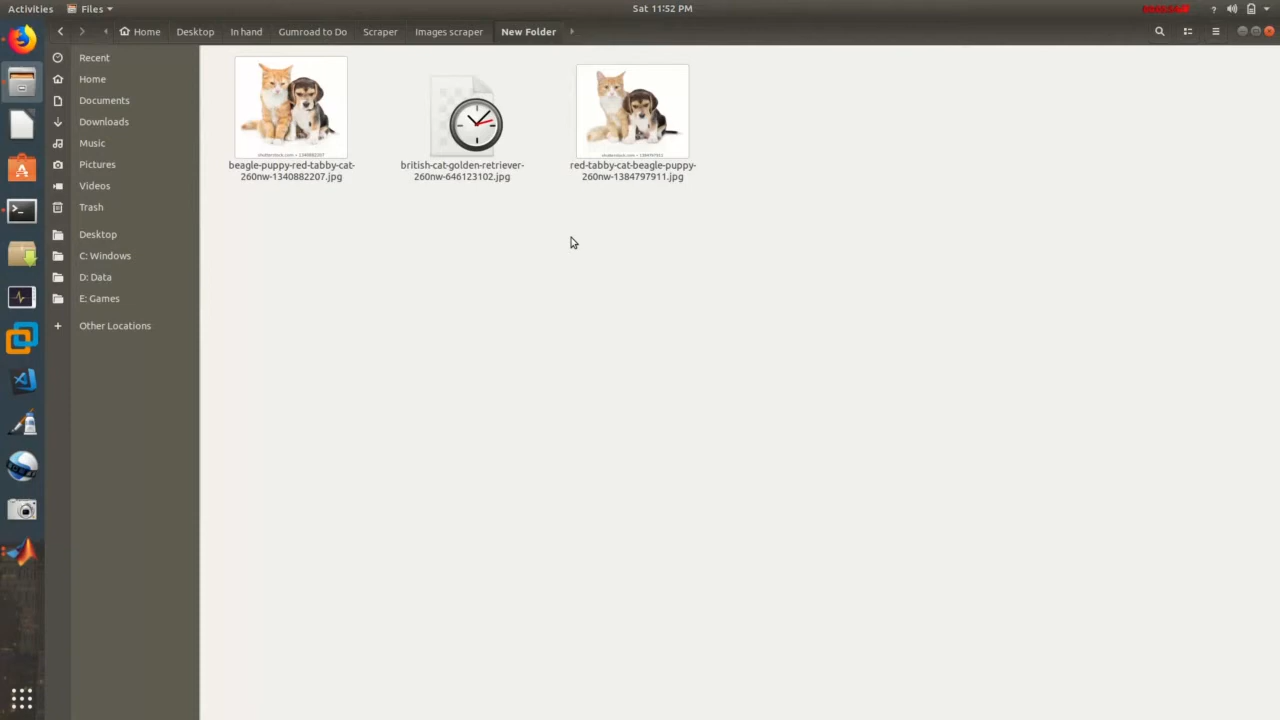 Activities
Files
Sat 11:52 PM
?
Home
Desktop
In hand
Gumroad to Do
Scraper
Images scraper
New Folder
Recent
Home
Documents
Downloads
Music
Pictures
Videos
Trash
Desktop
C: Windows
D: Data
E: Games
+ Other Locations
beagle-puppy-red-tabby-cat-
260nw-1340882207.jpg
british-cat-golden-retriever-
260nw-646123102.jpg
red-tabby-cat-beagle-puppy-
260nw-1384797911.jpg